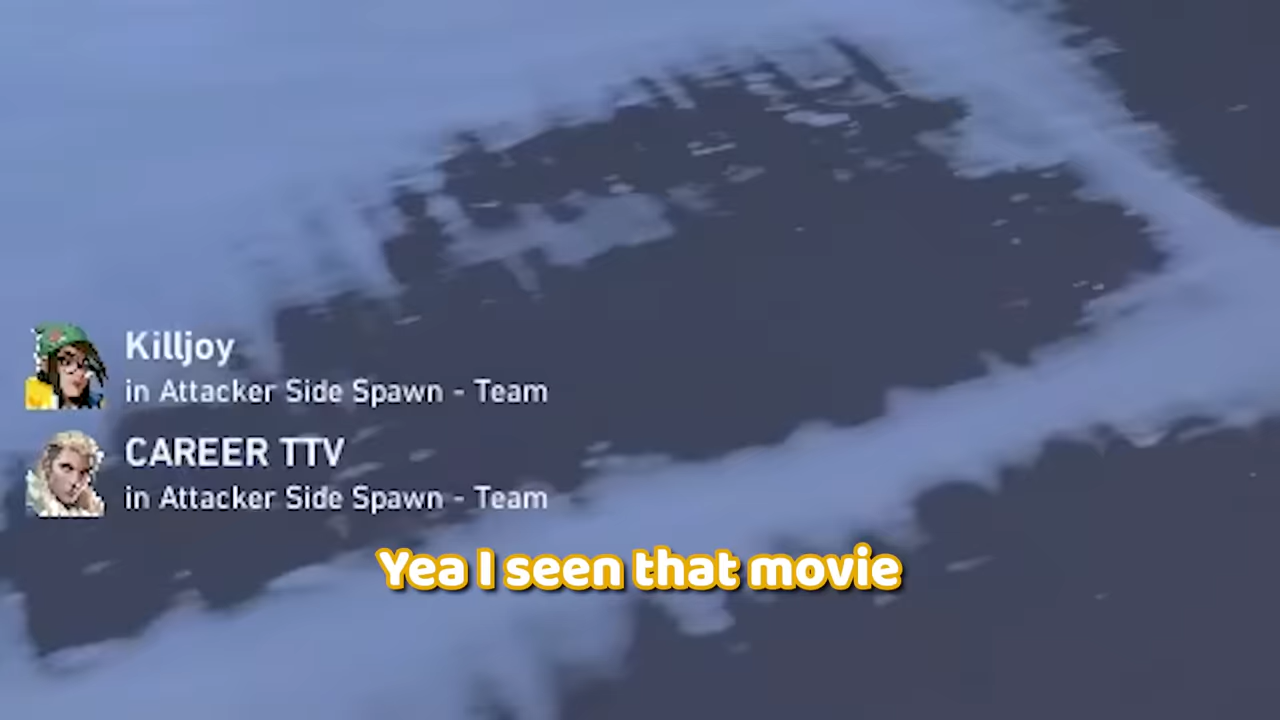 Killjoy
in Attacker Side Spawn - Team
CAREER TTV
in Attacker Side Spawn - Team
Yea I seen that movie